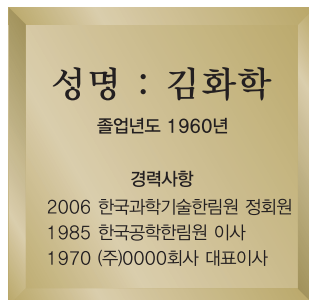 성명 : 김화학
졸업년도 1960년
경력사항
2006 한국과학기술한림원 정회원
1985 한국공학한림원 이사
1970 (주)0000회사 대표이사